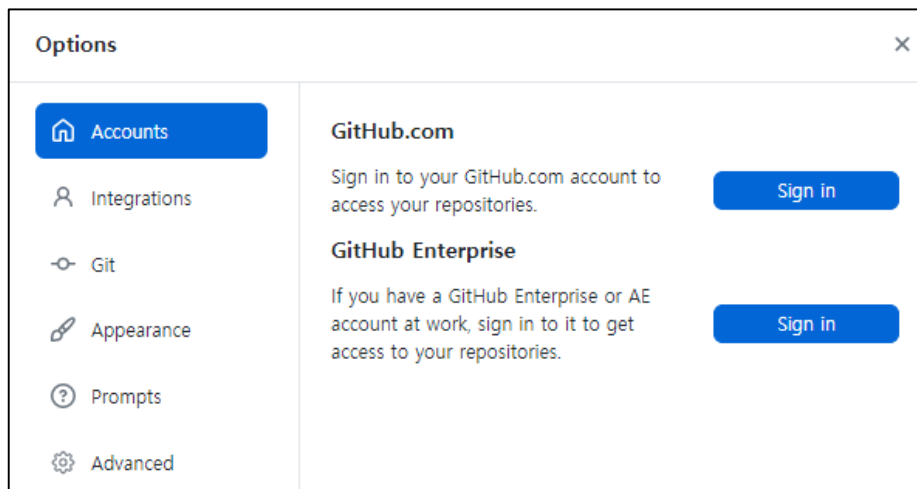 Options
Accounts
Integrations
Git
Appearance
Prompts
Advanced
GitHub.com
Sign in to your GitHub.com account to
access your repositories.
Sign in
GitHub Enterprise
If you have a GitHub Enterprise or AE
account at work, sign in to it to get
access to your repositories.
Sign in